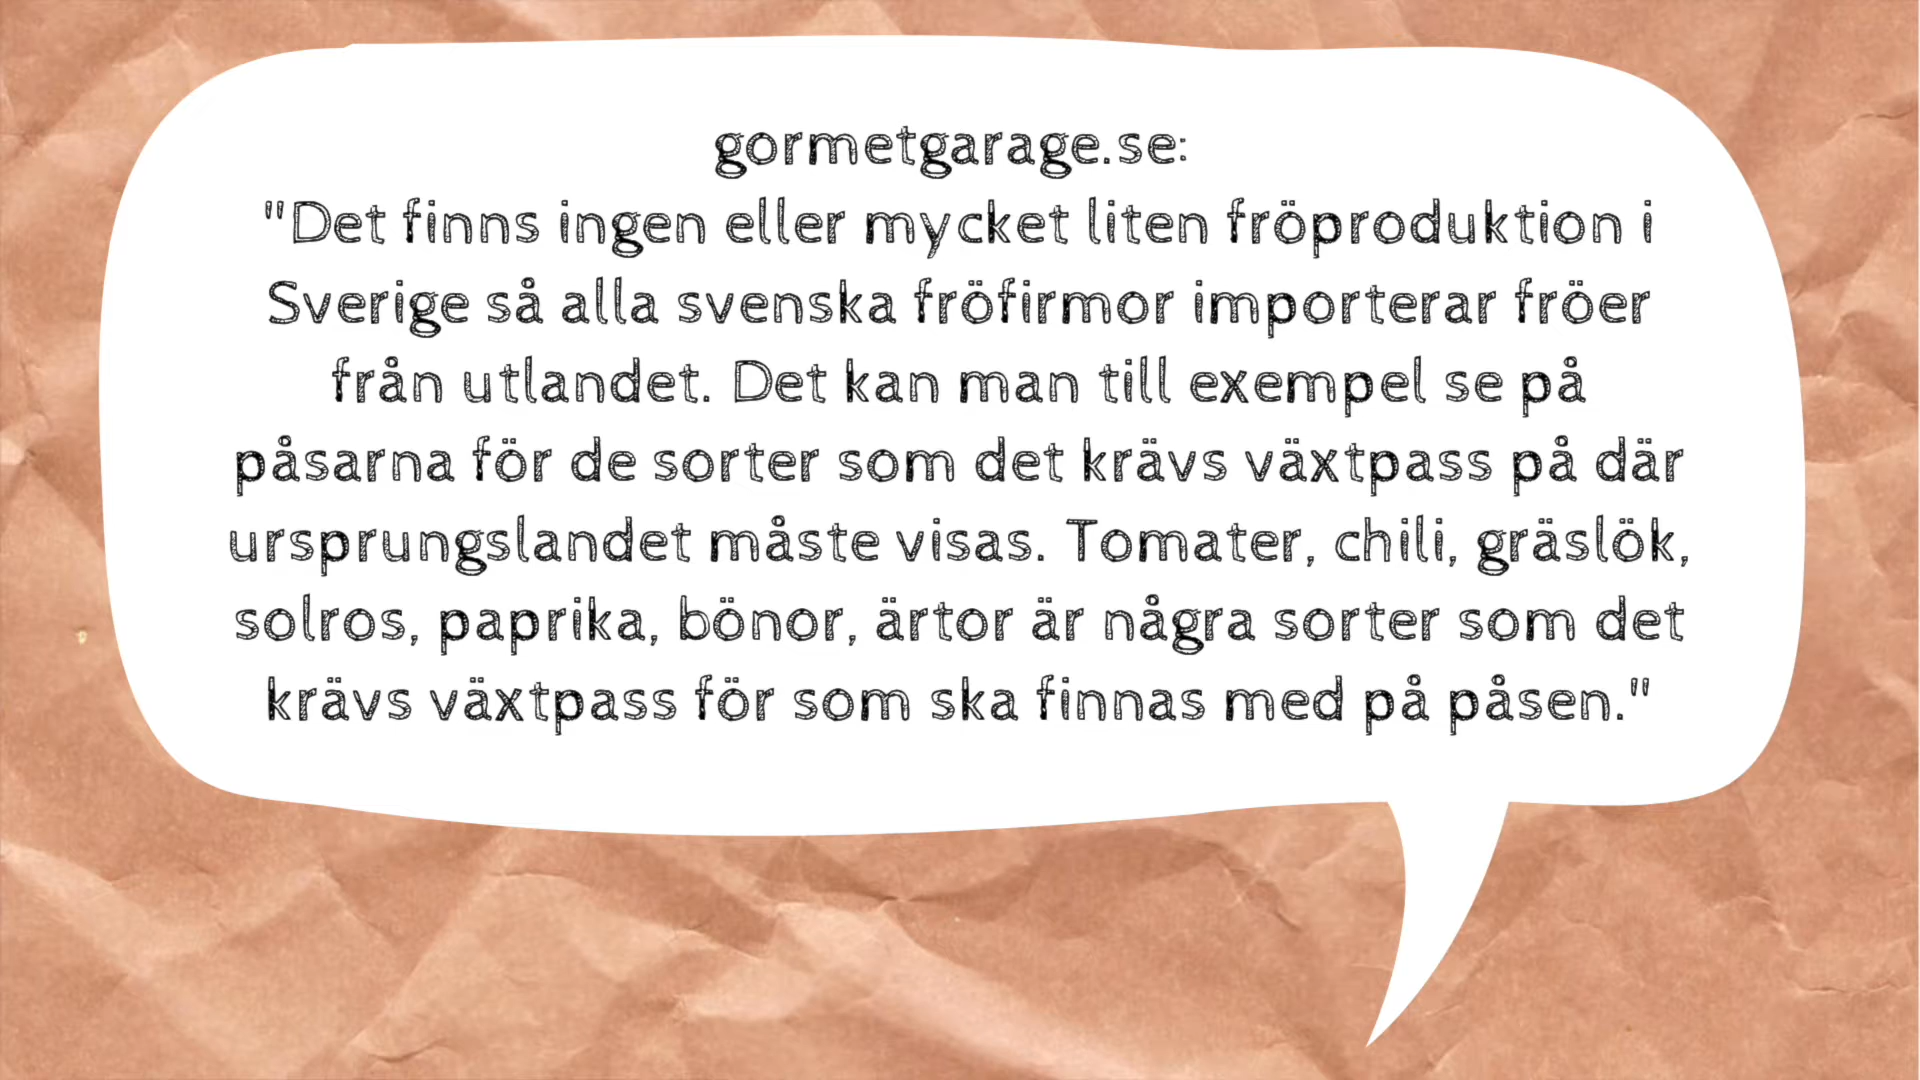 gormetgarage.se:
"Det finns ingen eller mycket liten fröproduktion i
Sverige så alla svenska fröfirmor importerar fröer
från utlandet. Det kan man till exempel se på
påsarna för de sorter som det krävs växtpass på där
ursprungslandet måste visas. Tomater, chili, gräslök,
solros, paprika, bönor, ärtor är några sorter som det
krävs växtpass för som ska finnas med på påsen."